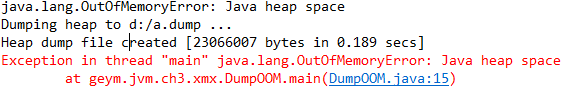 java.lang.OutOfMemoryError: Java heap space
Dumping heap to d:/a.dump ...
Heap dump file created [23066007 bytes in 0.189 secs]
Exception in thread "main" java.lang.OutOfMemoryError: Java heap space
at geym.jvm.ch3.xmx.DumpOOM.main(DumpOOM.java:15)